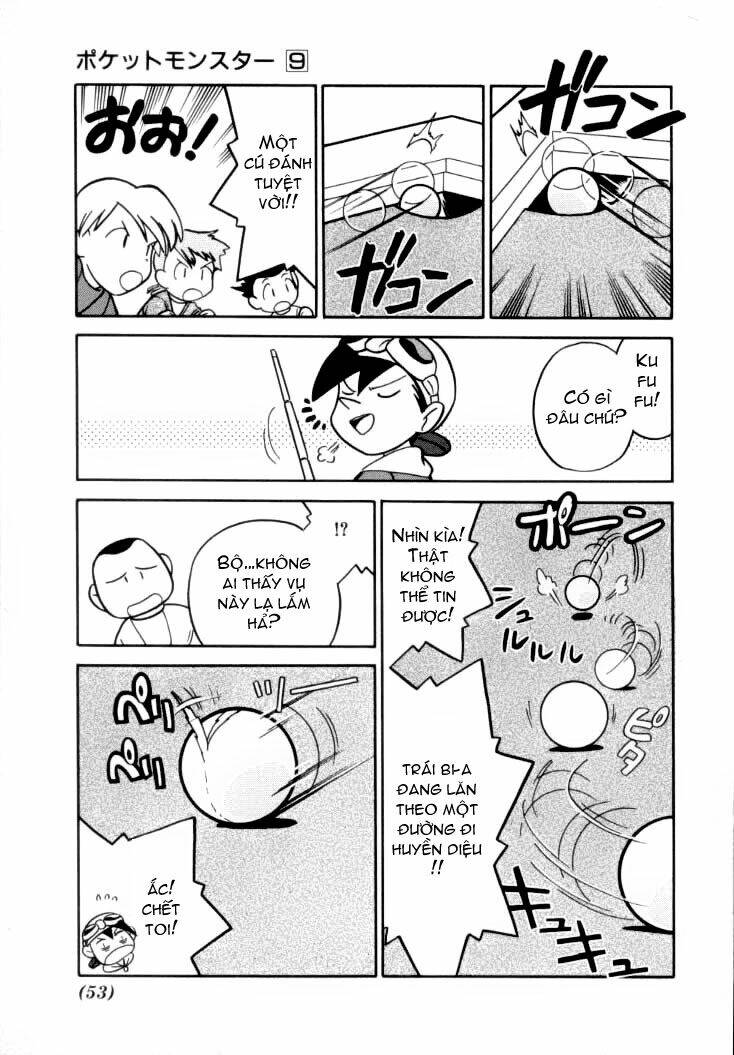 ポケットモンスター 9
ガコン
ガコン
おお!
MỘT
CÚ ĐÁNH
TUYỆT
VỜI!!
KU
FU
FU!
CÓ GÌ
ĐÂU CHỨ?
ポーン
シュルルルル
ピタ
キュキュ
NHÌN KÌA!
THẬT
KHÔNG
THỂ TIN
ĐƯỢC!
TRÁI BI-A
ĐANG LĂN
THEO MỘT
ĐƯỜNG ĐI
HUYỀN DIỆU
!!
!?
BỘ...KHÔNG
AI THẤY VỤ
NÀY LẠ LẮM
HẢ?
ペリ
ペリ
ẮC!
CHẾT
TOI!
(53)